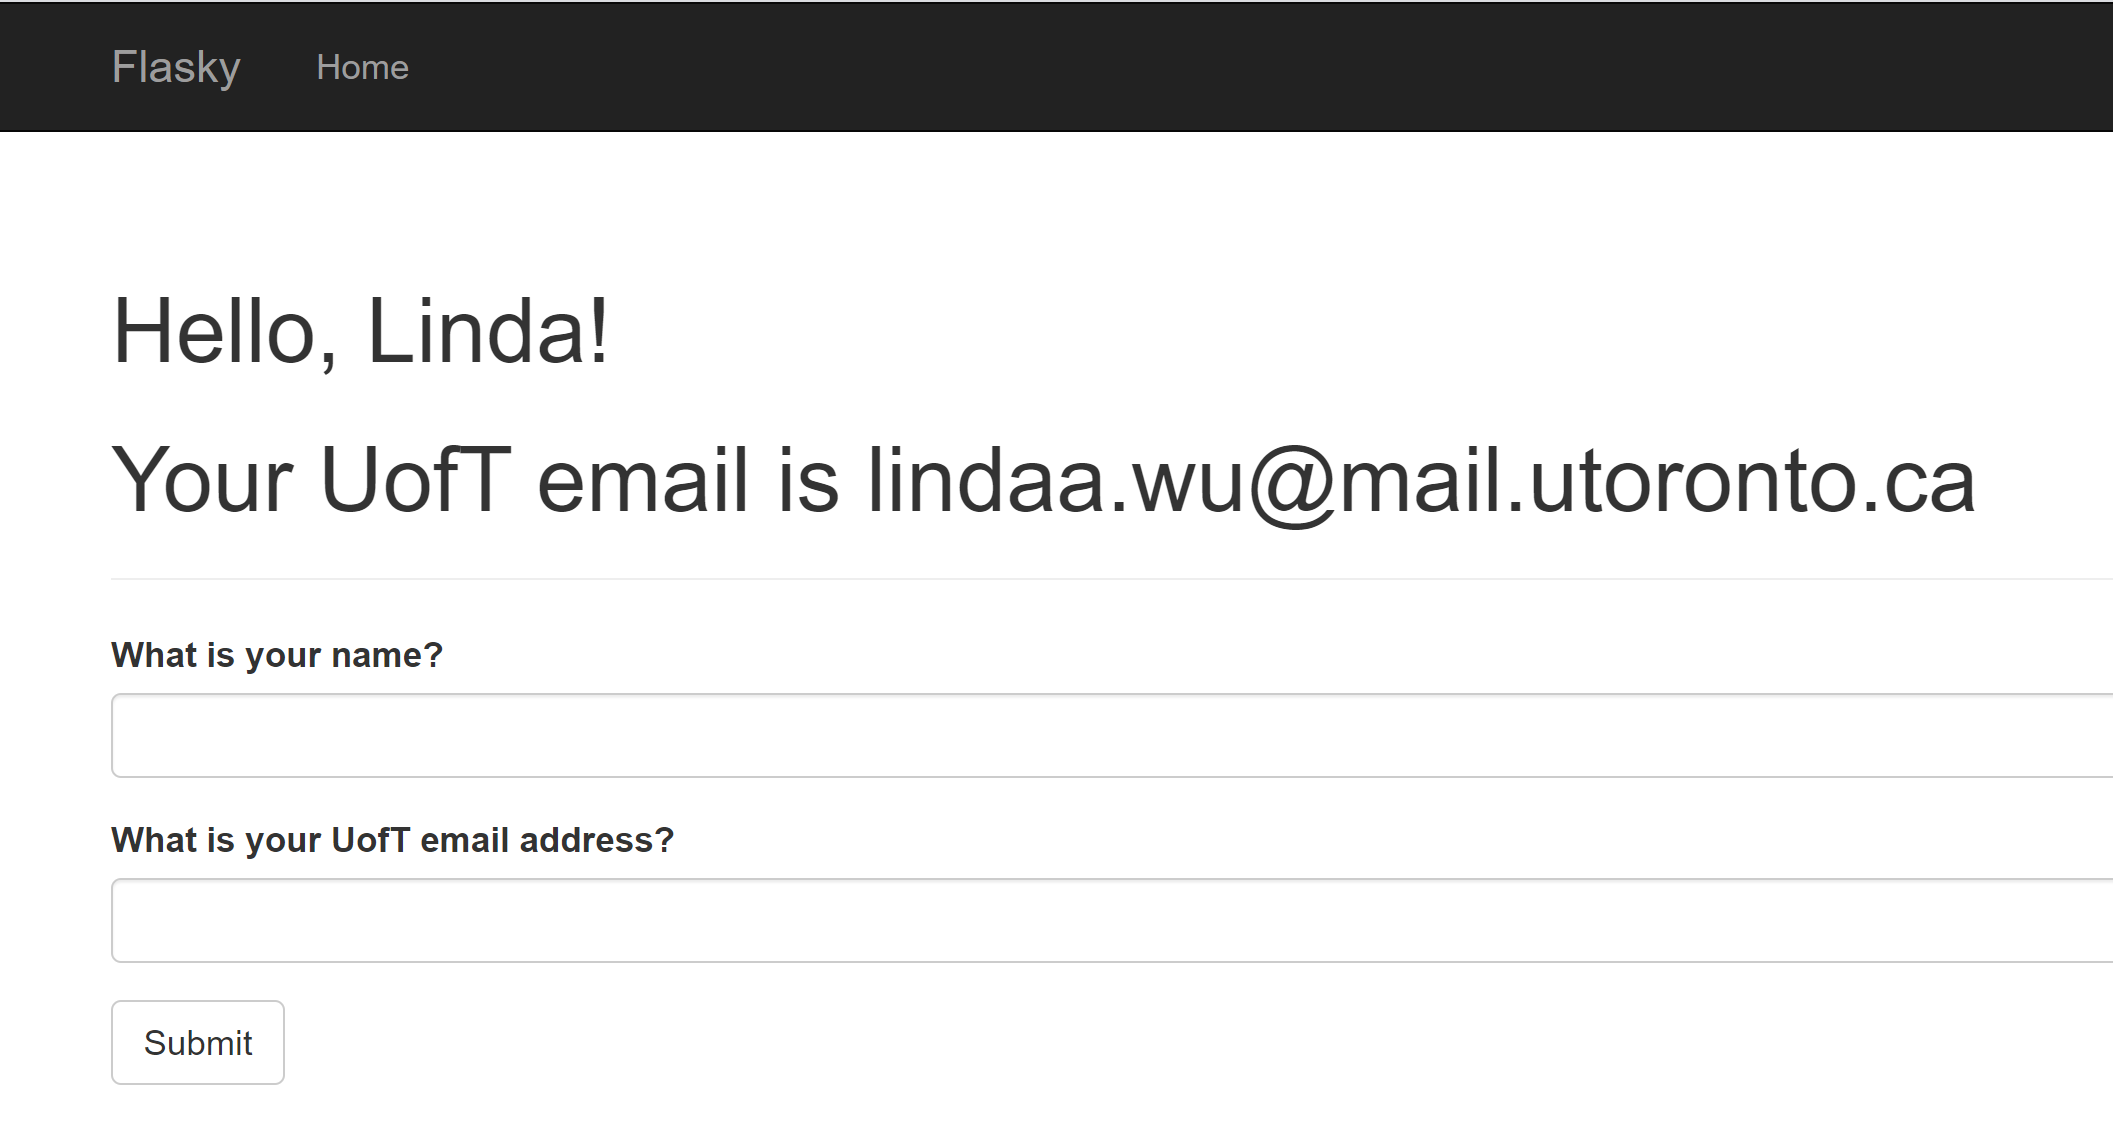 Flasky Home
Hello, Linda!
Your UofT email is lindaa.wu@mail.utoronto.ca
What is your name?
What is your UofT email address?
Submit